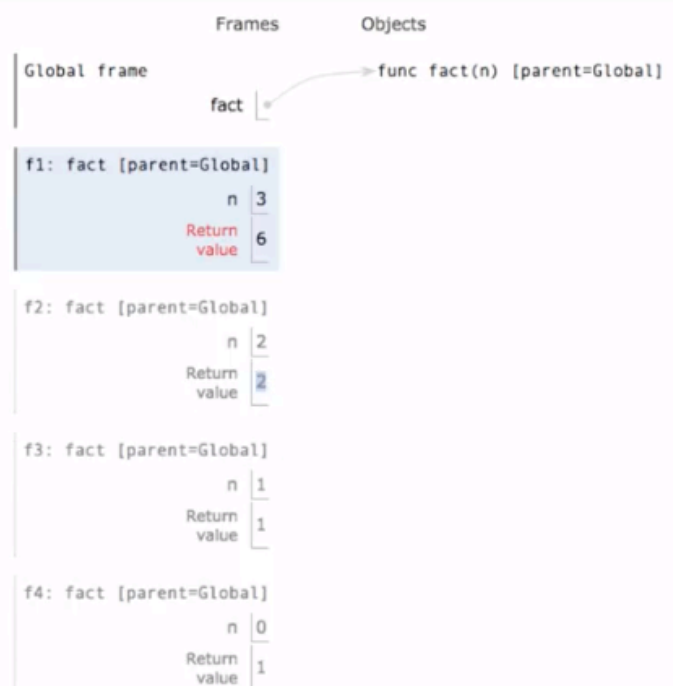 Frames Objects
Global frame func fact(n) [parent=Global]
fact
f1: fact [parent=Global]
n 3
Return
value 6
f2: fact [parent=Global]
n 2
Return
value 2
f3: fact [parent=Global]
n 1
Return
value 1
f4: fact [parent=Global]
n 0
Return
value 1